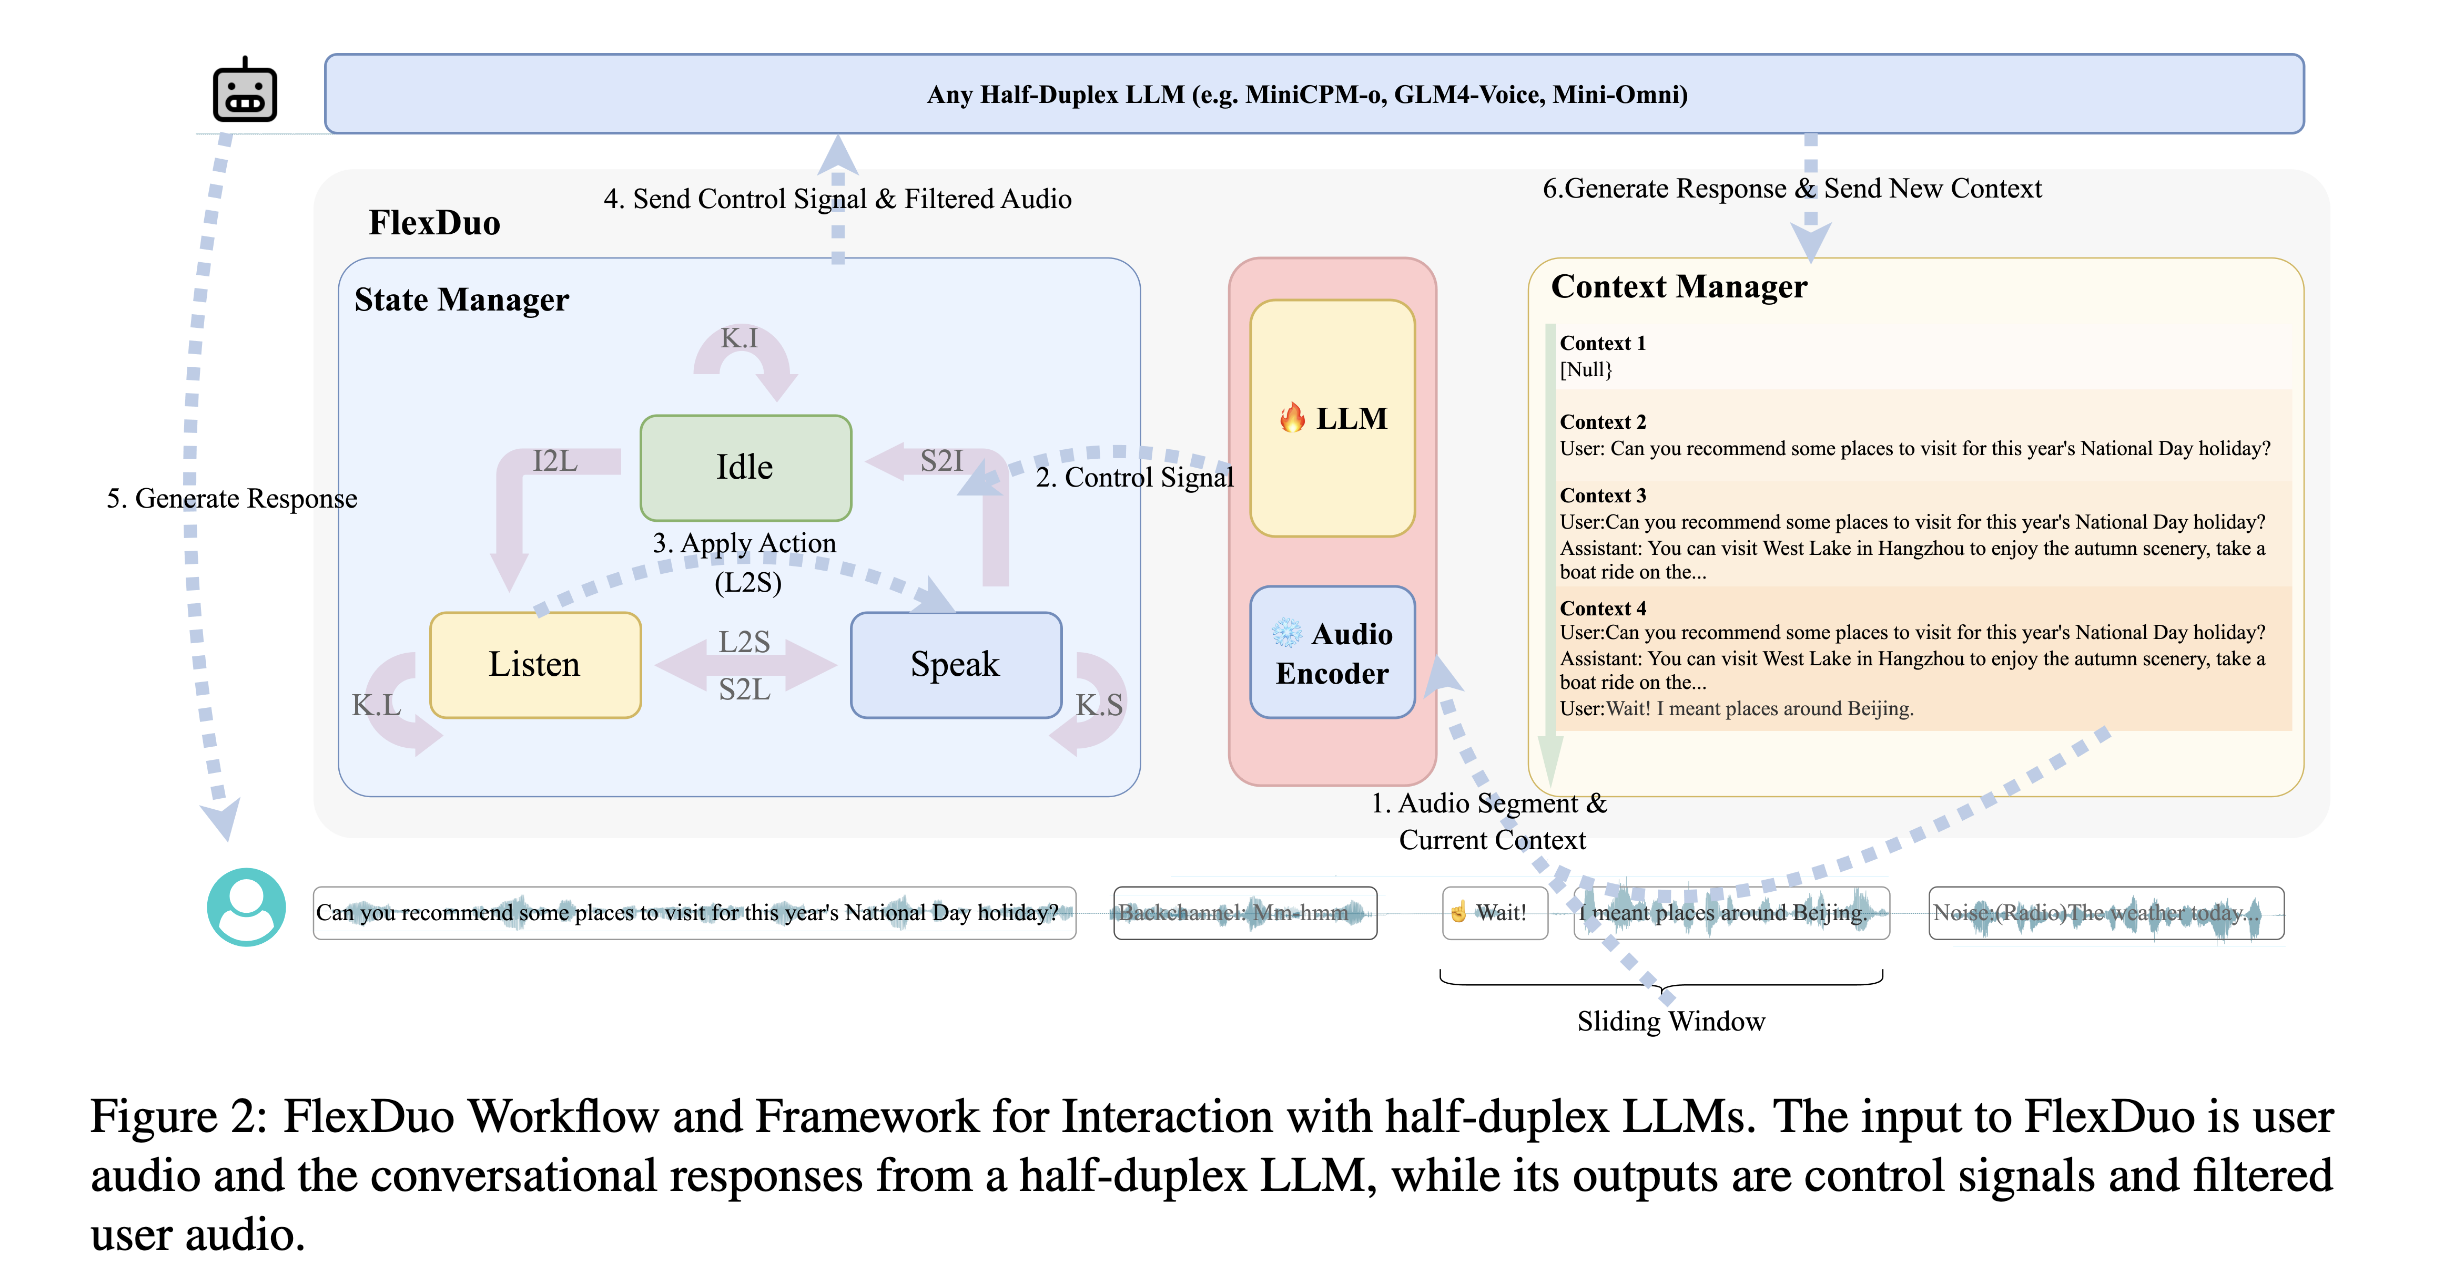 Any Half-Duplex LLM (e.g. MiniCPM-o, GLM4-Voice, Mini-Omni)
4. Send Control Signal & Filtered Audio
6.Generate Response & Send New Context
FlexDuo
State Manager
K.I
I2L
Idle
S2I
3. Apply Action
(L2S)
Listen
L2S
S2L
Speak
K.L
K.S
5. Generate Response
2. Control Signal
🔥 LLM
❄️ Audio
Encoder
Context Manager
Context 1
[Null}
Context 2
User: Can you recommend some places to visit for this year's National Day holiday?
Context 3
User:Can you recommend some places to visit for this year's National Day holiday?
Assistant: You can visit West Lake in Hangzhou to enjoy the autumn scenery, take a
boat ride on the...
Context 4
User:Can you recommend some places to visit for this year's National Day holiday?
Assistant: You can visit West Lake in Hangzhou to enjoy the autumn scenery, take a
boat ride on the...
User:Wait! I meant places around Beijing.
1. Audio Segment &
Current Context
Can you recommend some places to visit for this year's National Day holiday?
Backchannel: Mm-hmm
☝️ Wait!
I meant places around Beijing.
Noise:(Radio)The weather today...
Sliding Window
Figure 2: FlexDuo Workflow and Framework for Interaction with half-duplex LLMs. The input to FlexDuo is user
audio and the conversational responses from a half-duplex LLM, while its outputs are control signals and filtered
user audio.